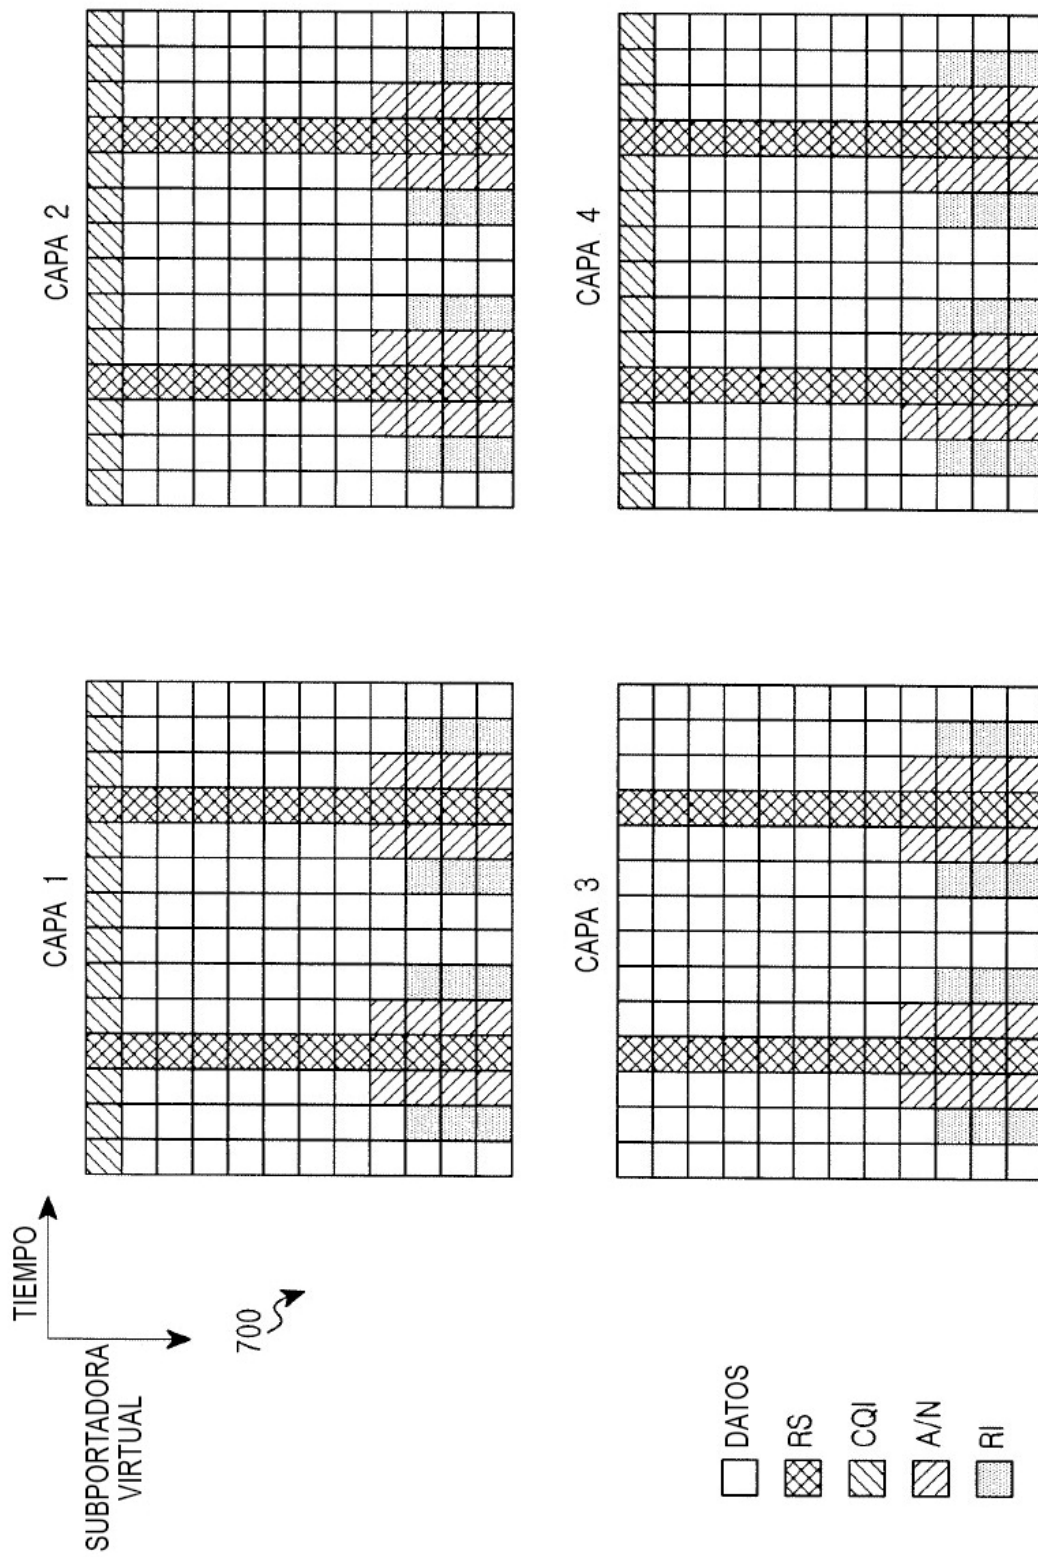 TIEMPO
SUBPORTADORA
VIRTUAL
700
CAPA 1
CAPA 2
CAPA 3
CAPA 4
DATOS
RS
CQI
A/N
RI